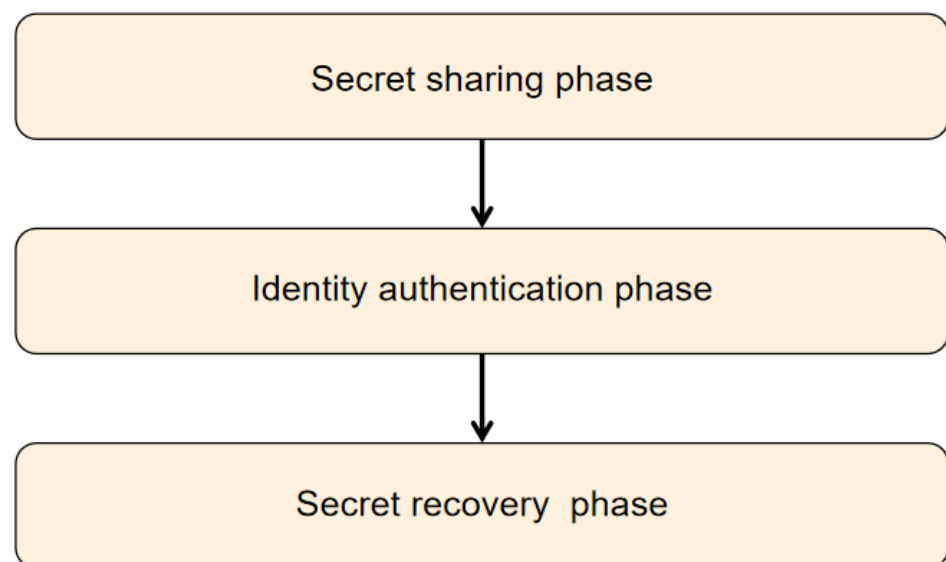 Secret sharing phase
Identity authentication phase
Secret recovery  phase